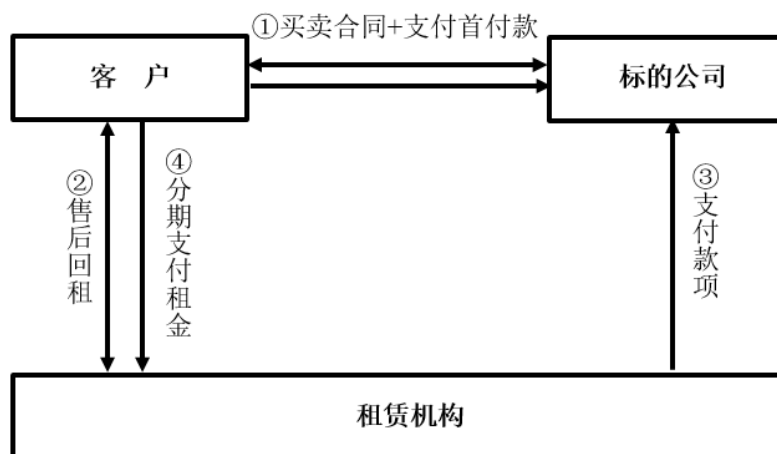 ①买卖合同+支付首付款
客 户
标的公司
②售后回租
④分期支付租金
③支付款项
租赁机构